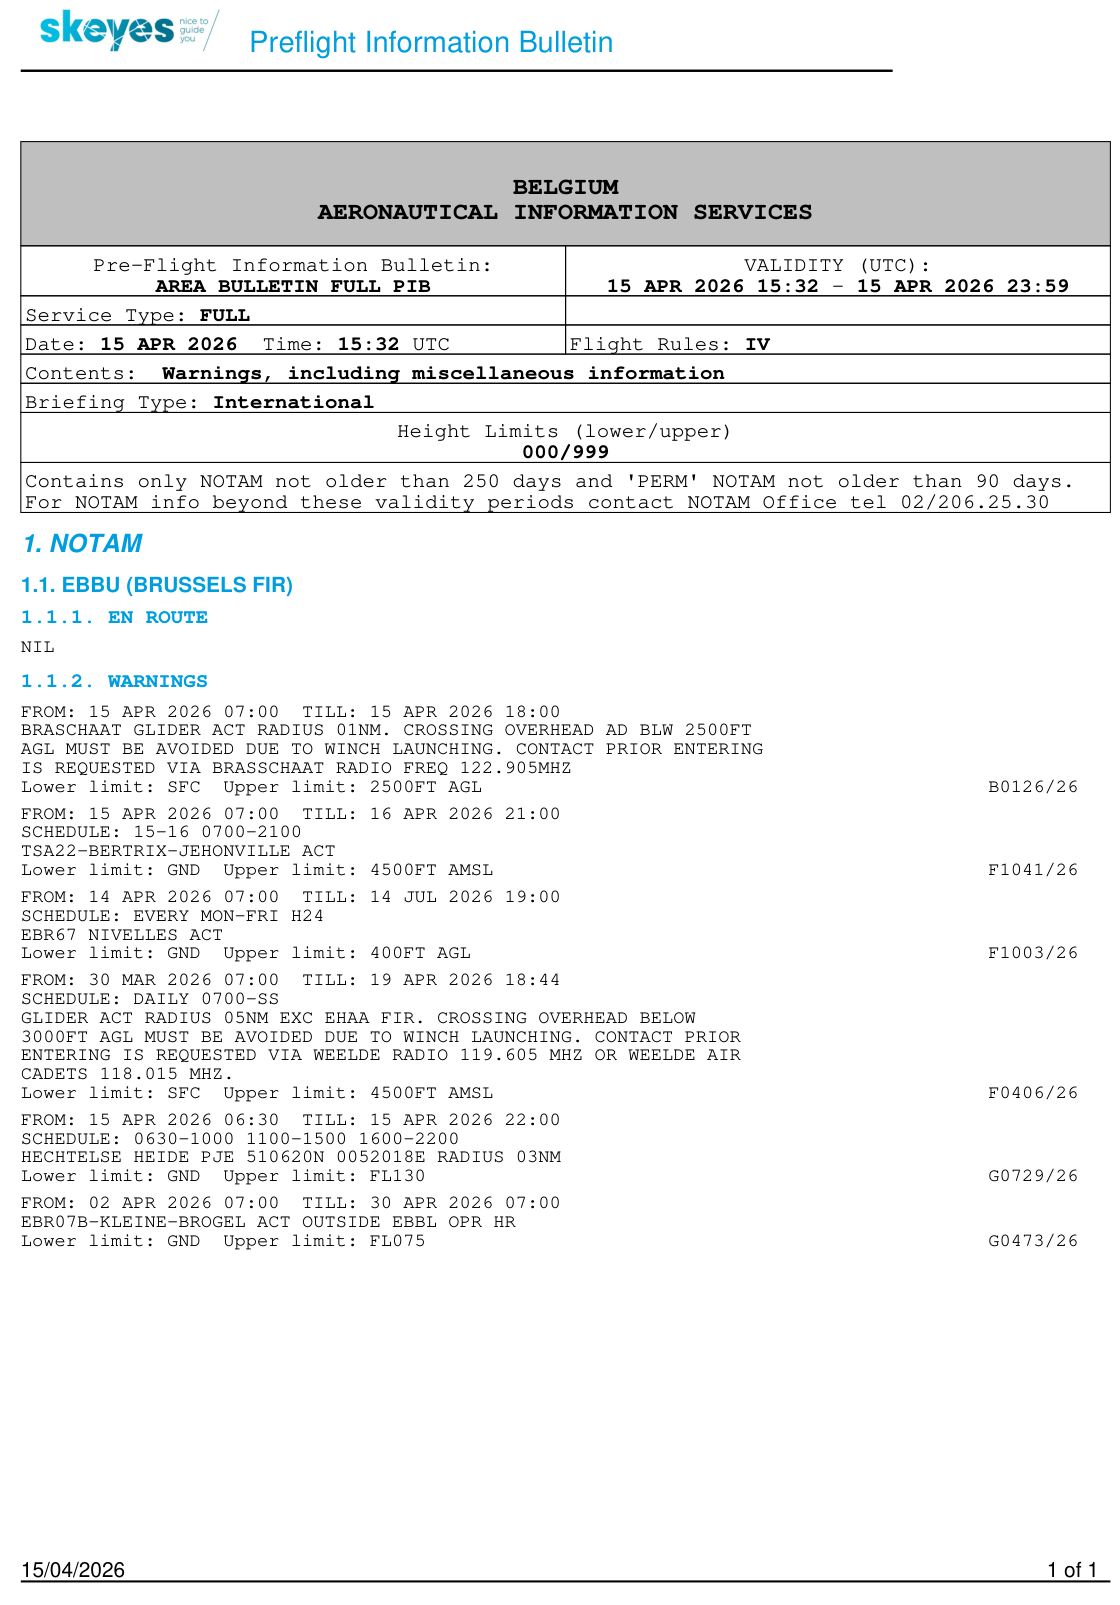 skeyes nice to
guide
you
Preflight Information Bulletin
BELGIUM
AERONAUTICAL INFORMATION SERVICES
Pre-Flight Information Bulletin:
AREA BULLETIN FULL PIB
VALIDITY (UTC):
15 APR 2026 15:32 - 15 APR 2026 23:59
Service Type: FULL
Date: 15 APR 2026  Time: 15:32 UTC
Flight Rules: IV
Contents:  Warnings, including miscellaneous information
Briefing Type: International
Height Limits (lower/upper)
000/999
Contains only NOTAM not older than 250 days and 'PERM' NOTAM not older than 90 days.
For NOTAM info beyond these validity periods contact NOTAM Office tel 02/206.25.30
1. NOTAM
1.1. EBBU (BRUSSELS FIR)
1.1.1. EN ROUTE
NIL
1.1.2. WARNINGS
FROM: 15 APR 2026 07:00  TILL: 15 APR 2026 18:00
BRASCHAAT GLIDER ACT RADIUS 01NM. CROSSING OVERHEAD AD BLW 2500FT
AGL MUST BE AVOIDED DUE TO WINCH LAUNCHING. CONTACT PRIOR ENTERING
IS REQUESTED VIA BRASSCHAAT RADIO FREQ 122.905MHZ
Lower limit: SFC  Upper limit: 2500FT AGL B0126/26
FROM: 15 APR 2026 07:00  TILL: 16 APR 2026 21:00
SCHEDULE: 15-16 0700-2100
TSA22-BERTRIX-JEHONVILLE ACT
Lower limit: GND  Upper limit: 4500FT AMSL F1041/26
FROM: 14 APR 2026 07:00  TILL: 14 JUL 2026 19:00
SCHEDULE: EVERY MON-FRI H24
EBR67 NIVELLES ACT
Lower limit: GND  Upper limit: 400FT AGL F1003/26
FROM: 30 MAR 2026 07:00  TILL: 19 APR 2026 18:44
SCHEDULE: DAILY 0700-SS
GLIDER ACT RADIUS 05NM EXC EHAA FIR. CROSSING OVERHEAD BELOW
3000FT AGL MUST BE AVOIDED DUE TO WINCH LAUNCHING. CONTACT PRIOR
ENTERING IS REQUESTED VIA WEELDE RADIO 119.605 MHZ OR WEELDE AIR
CADETS 118.015 MHZ.
Lower limit: SFC  Upper limit: 4500FT AMSL F0406/26
FROM: 15 APR 2026 06:30  TILL: 15 APR 2026 22:00
SCHEDULE: 0630-1000 1100-1500 1600-2200
HECHTELSE HEIDE PJE 510620N 0052018E RADIUS 03NM
Lower limit: GND  Upper limit: FL130 G0729/26
FROM: 02 APR 2026 07:00  TILL: 30 APR 2026 07:00
EBR07B-KLEINE-BROGEL ACT OUTSIDE EBBL OPR HR
Lower limit: GND  Upper limit: FL075 G0473/26
15/04/2026 1 of 1